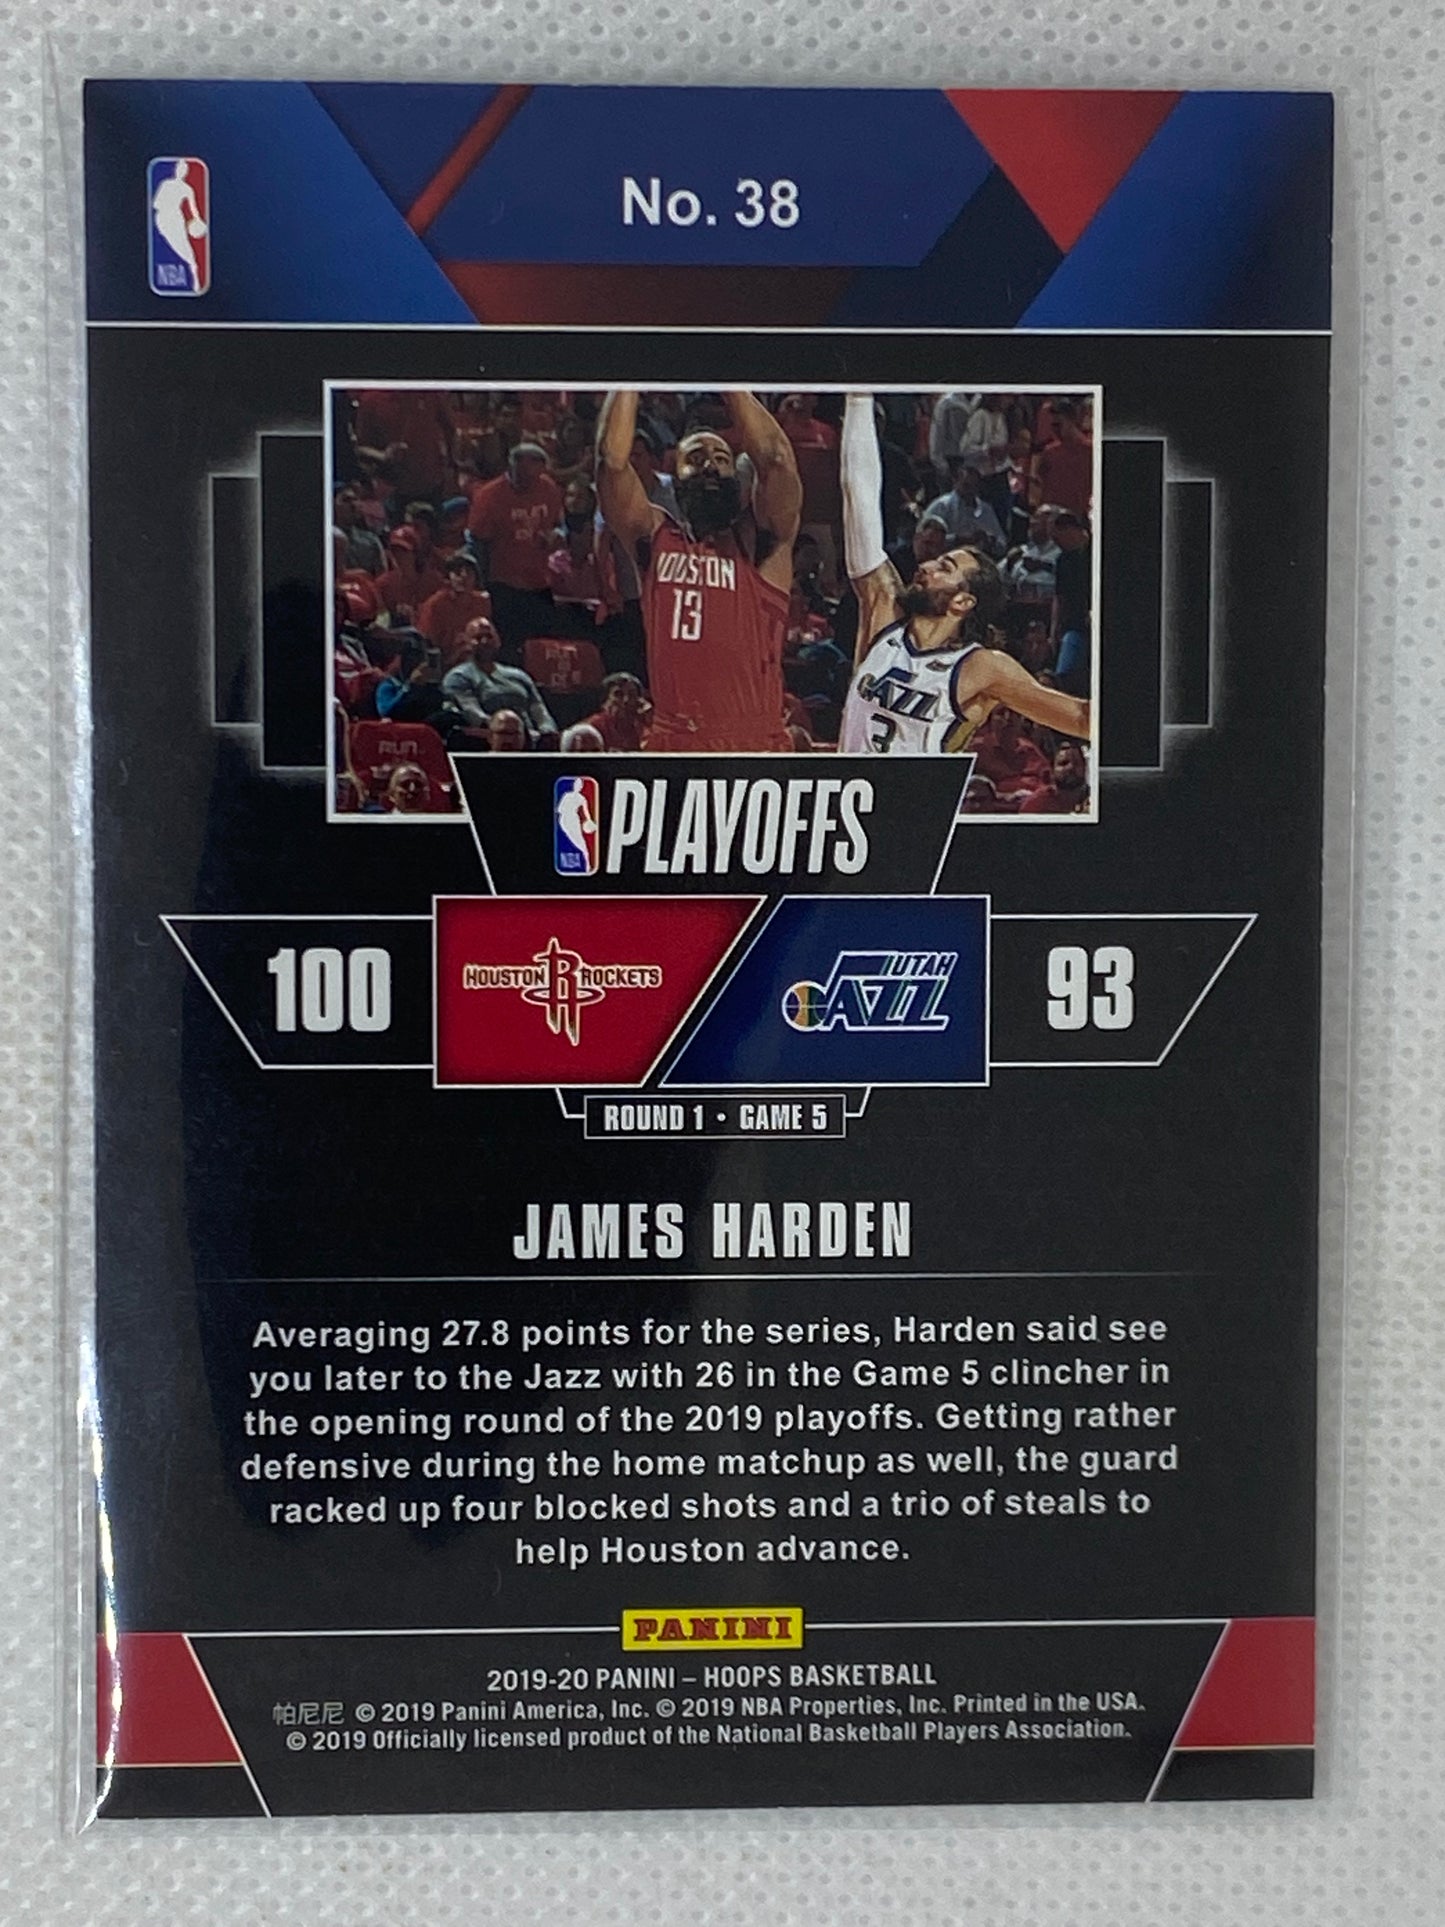 No. 38
NBA
HOUSTON
13
JAZZ
3
RUN
NBA
PLAYOFFS
100
HOUSTON R ROCKETS
UTAH
JAZZ
93
ROUND 1 • GAME 5
JAMES HARDEN
Averaging 27.8 points for the series, Harden said see
you later to the Jazz with 26 in the Game 5 clincher in
the opening round of the 2019 playoffs. Getting rather
defensive during the home matchup as well, the guard
racked up four blocked shots and a trio of steals to
help Houston advance.
PANINI
2019-20 PANINI – HOOPS BASKETBALL
帕尼尼 © 2019 Panini America, Inc. © 2019 NBA Properties, Inc. Printed in the USA.
© 2019 Officially licensed product of the National Basketball Players Association.